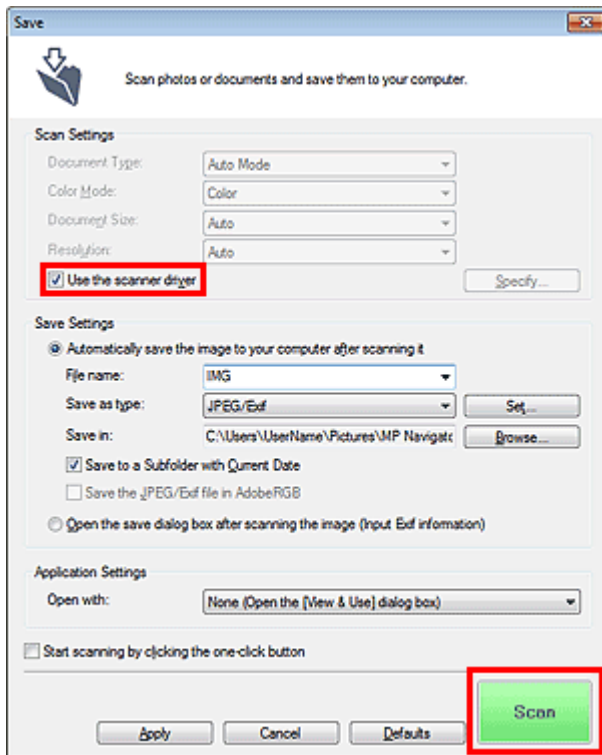 Save
Scan photos or documents and save them to your computer.
Scan Settings
Document Type: Auto Mode
Color Mode: Color
Document Size: Auto
Resolution: Auto
Use the scanner driver Specify...
Save Settings
Automatically save the image to your computer after scanning it
File name: IMG
Save as type: JPEG/Exif Set...
Save in: C:\Users\UserName\Pictures\MP Navigato Browse...
Save to a Subfolder with Current Date
Save the JPEG/Exif file in AdobeRGB
Open the save dialog box after scanning the image (Input Exif information)
Application Settings
Open with: None (Open the [View & Use] dialog box)
Start scanning by clicking the one-click button
Scan
Apply Cancel Defaults